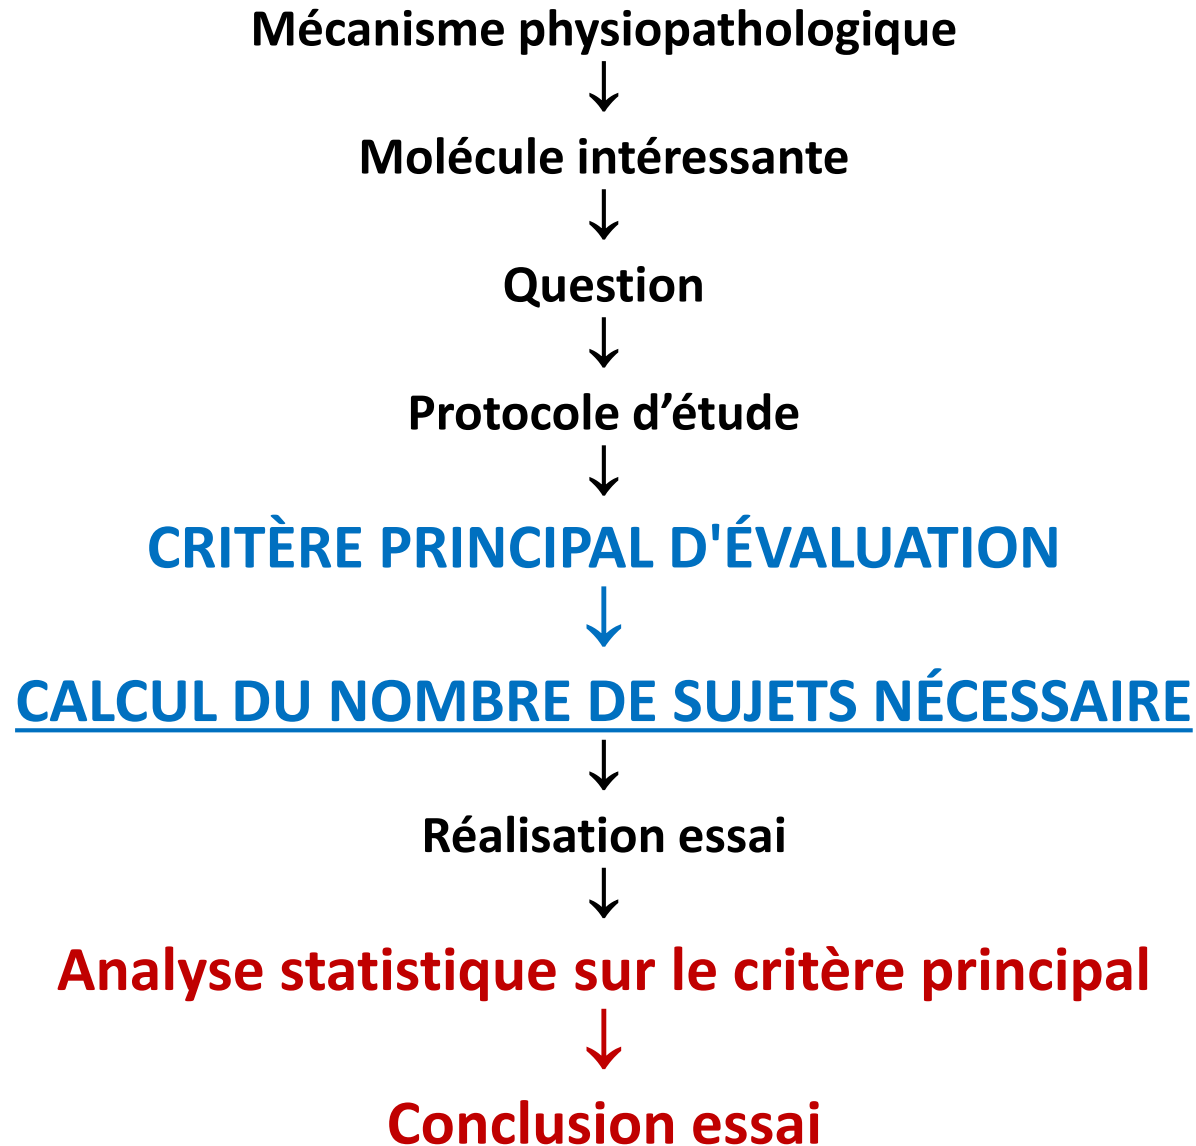 Mécanisme physiopathologique
↓
Molécule intéressante
↓
Question
↓
Protocole d’étude
↓
CRITÈRE PRINCIPAL D'ÉVALUATION
↓
CALCUL DU NOMBRE DE SUJETS NÉCESSAIRE
↓
Réalisation essai
↓
Analyse statistique sur le critère principal
↓
Conclusion essai